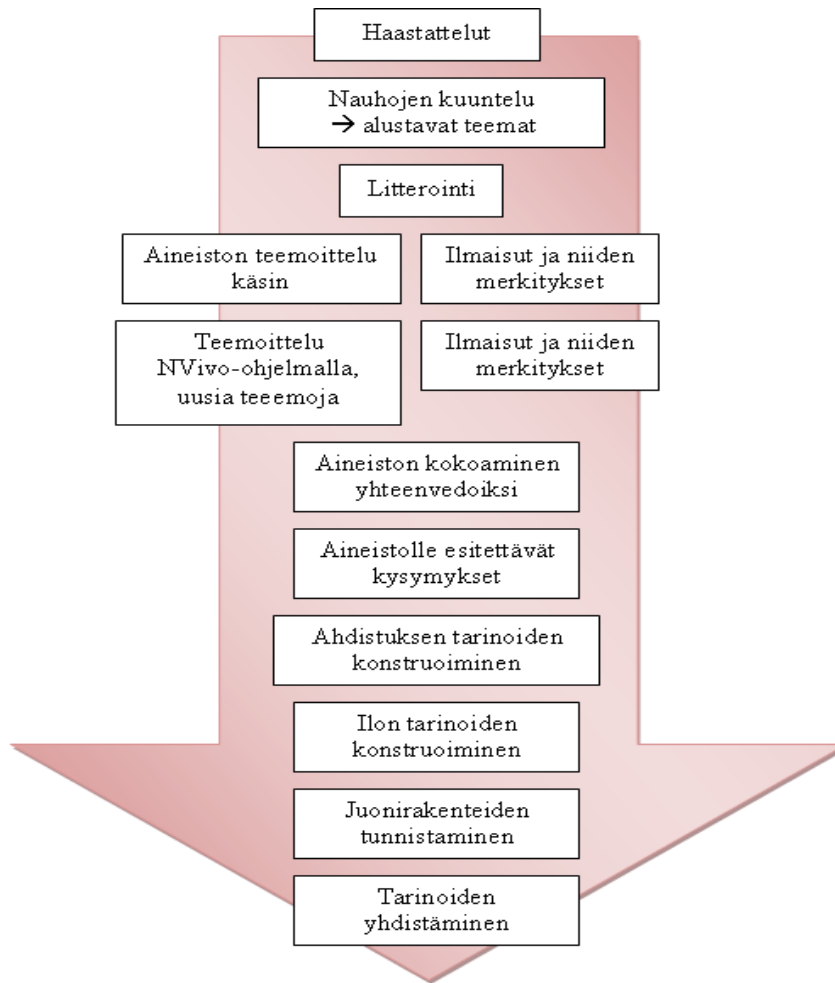 Haastattelut
Nauhojen kuuntelu
→ alustavat teemat
Litterointi
Aineiston teemoittelu
käsin
Ilmaisut ja niiden
merkitykset
Teemoittelu
NVivo-ohjelmalla,
uusia teeemoja
Ilmaisut ja niiden
merkitykset
Aineiston kokoaminen
yhteenvedoiksi
Aineistolle esitettävät
kysymykset
Ahdistuksen tarinoiden
konstruoiminen
Ilon tarinoiden
konstruoiminen
Juonirakenteiden
tunnistaminen
Tarinoiden
yhdistäminen